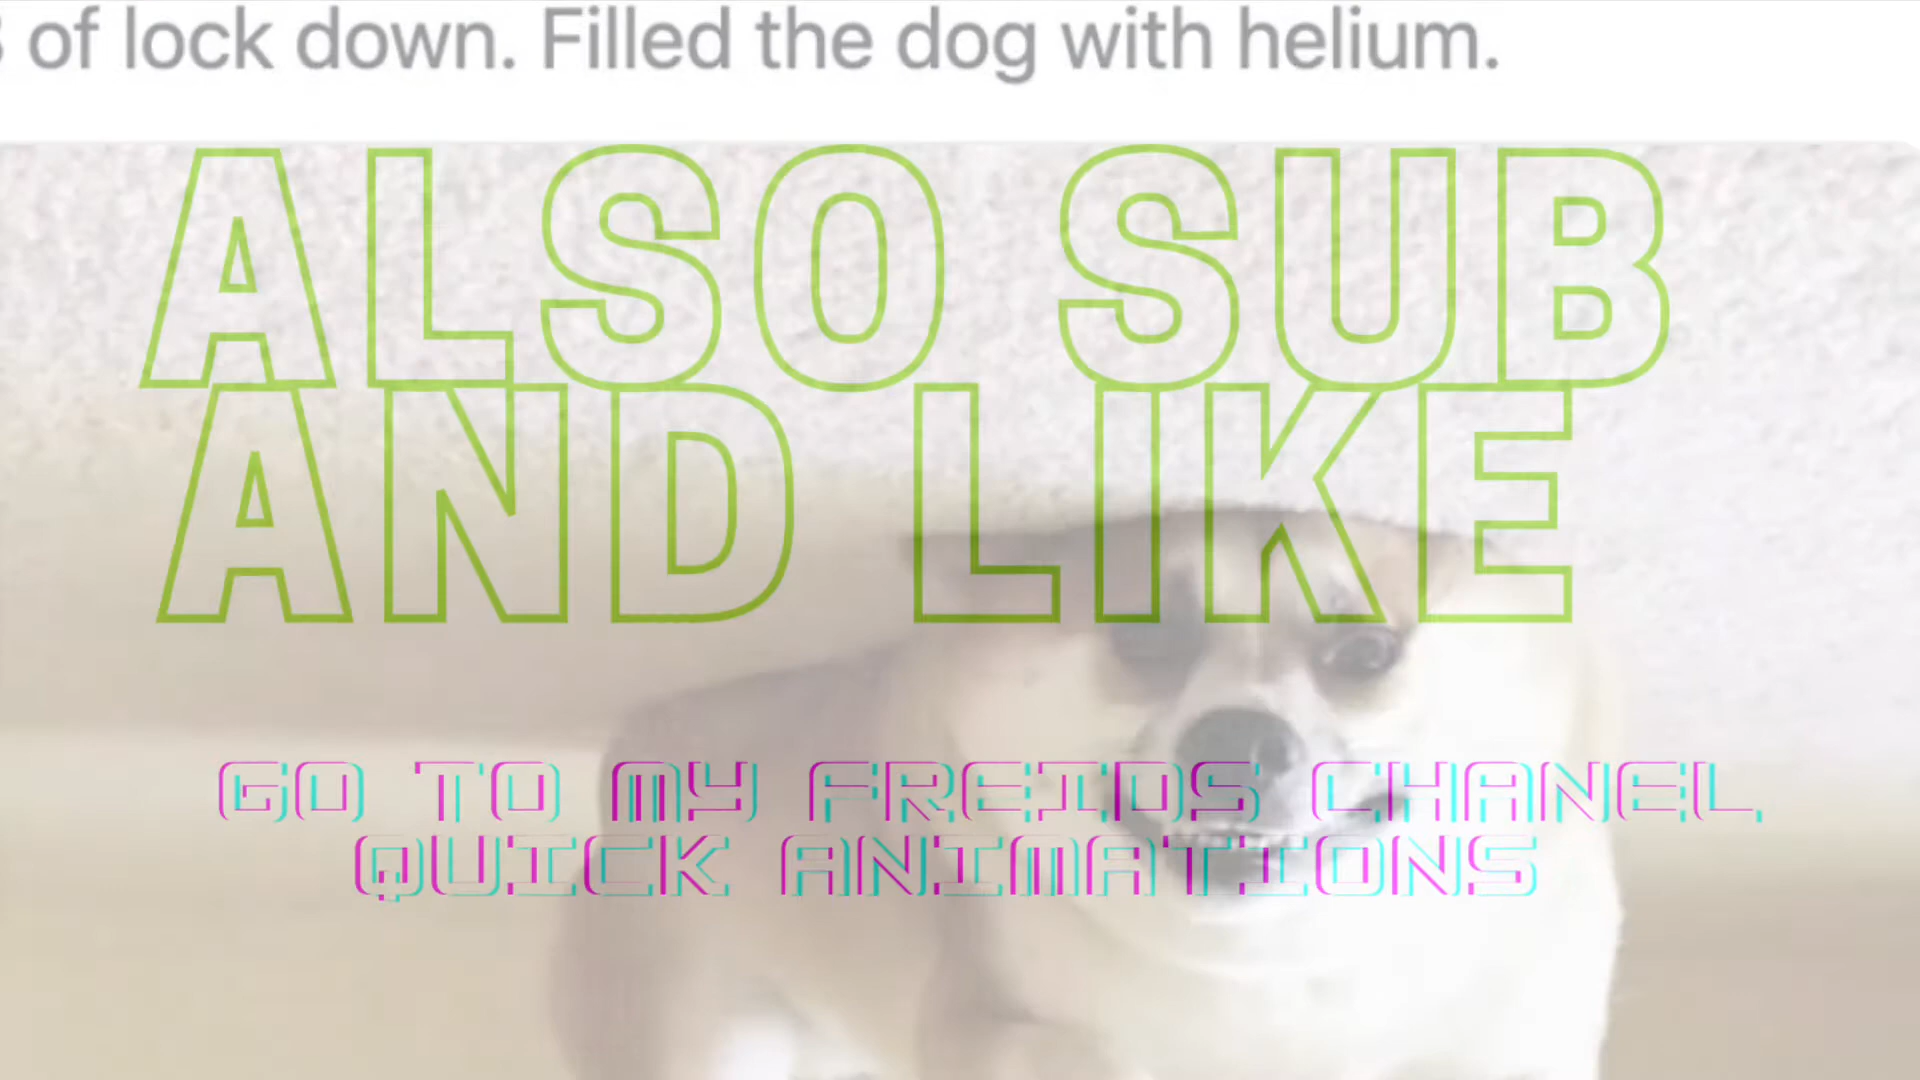 of lock down. Filled the dog with helium.
ALSO SUB
AND LIKE
GO TO MY FREIDS CHANEL
QUICK ANIMATIONS